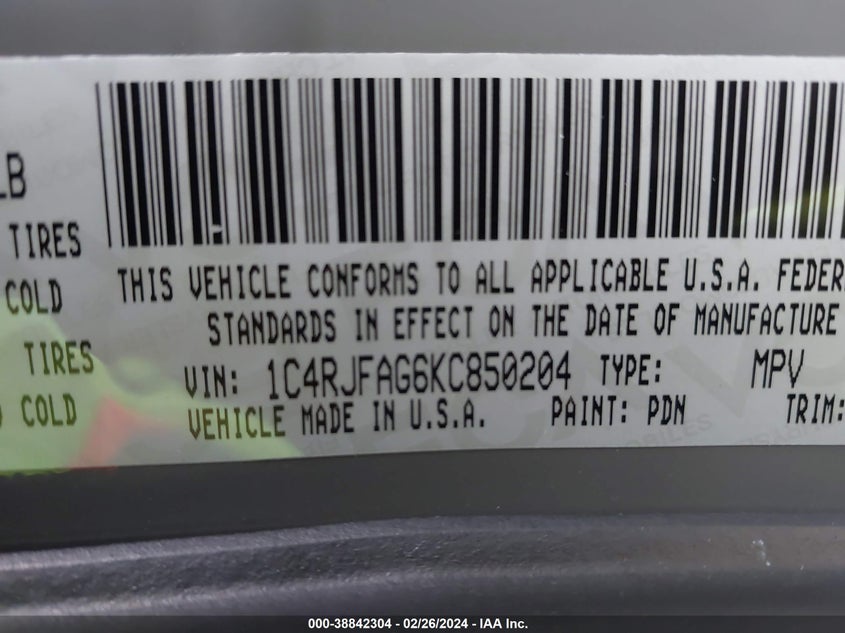 LB
TIRES
COLD
THIS VEHICLE CONFORMS TO ALL APPLICABLE U.S.A. FEDER
STANDARDS IN EFFECT ON THE DATE OF MANUFACTURE
TIRES
VIN: 1C4RJFAG6KC850204 TYPE: MPV
COLD
VEHICLE MADE IN U.S.A. PAINT: PDN TRIM:
000-38842304 - 02/26/2024 - IAA Inc.